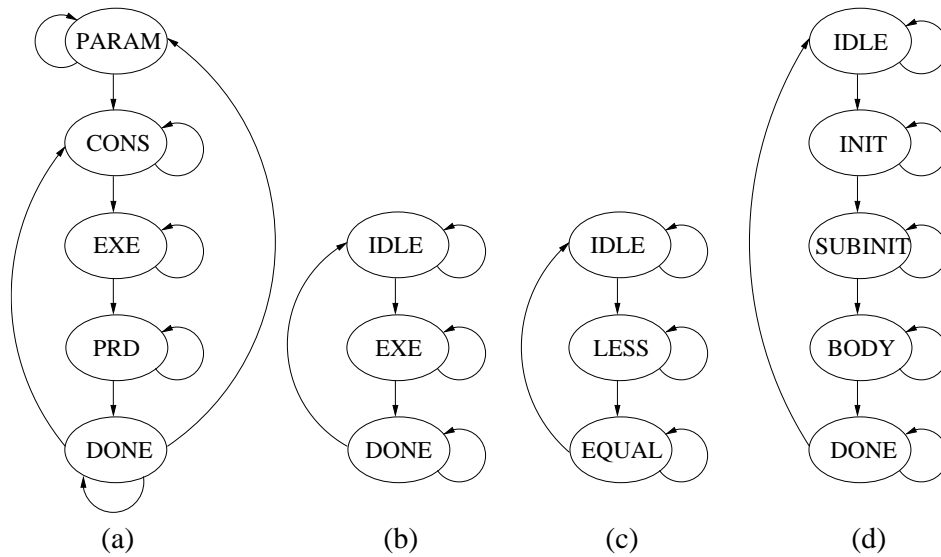 PARAM
CONS
EXE
PRD
DONE
(a)
IDLE
EXE
DONE
(b)
IDLE
LESS
EQUAL
(c)
IDLE
INIT
SUBINIT
BODY
DONE
(d)